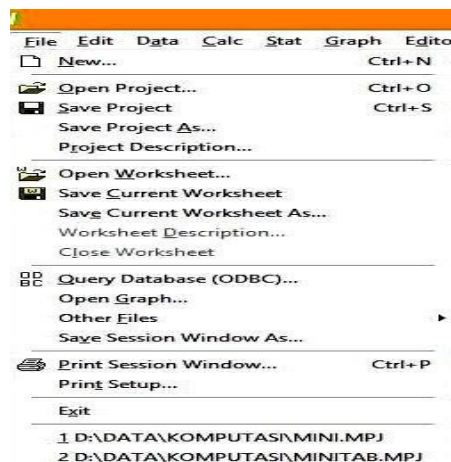 File Edit Data Calc Stat Graph Edito
New... Ctrl+N
Open Project... Ctrl+O
Save Project Ctrl+S
Save Project As...
Project Description...
Open Worksheet...
Save Current Worksheet
Save Current Worksheet As...
Worksheet Description...
Close Worksheet
Query Database (ODBC)...
Open Graph...
Other Files
Save Session Window As...
Print Session Window... Ctrl+P
Print Setup...
Exit
1 D:\DATA\KOMPUTASI\MINI.MPJ
2 D:\DATA\KOMPUTASI\MINITAB.MPJ